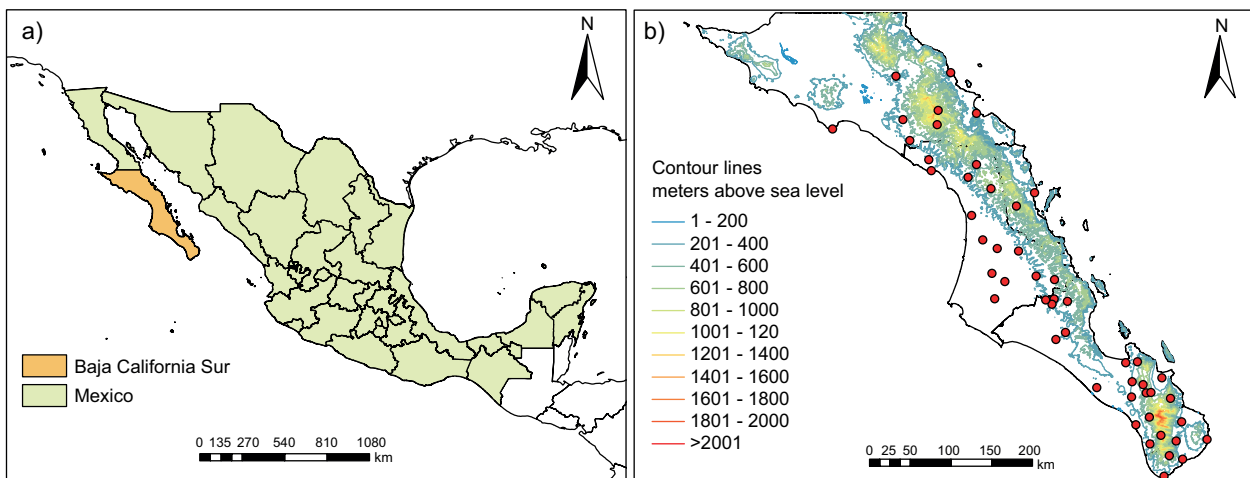 a)
N
Baja California Sur
Mexico
0 135 270 540 810 1080
km
b)
N
Contour lines
meters above sea level
1 - 200
201 - 400
401 - 600
601 - 800
801 - 1000
1001 - 120
1201 - 1400
1401 - 1600
1601 - 1800
1801 - 2000
>2001
0 25 50 100 150 200
km